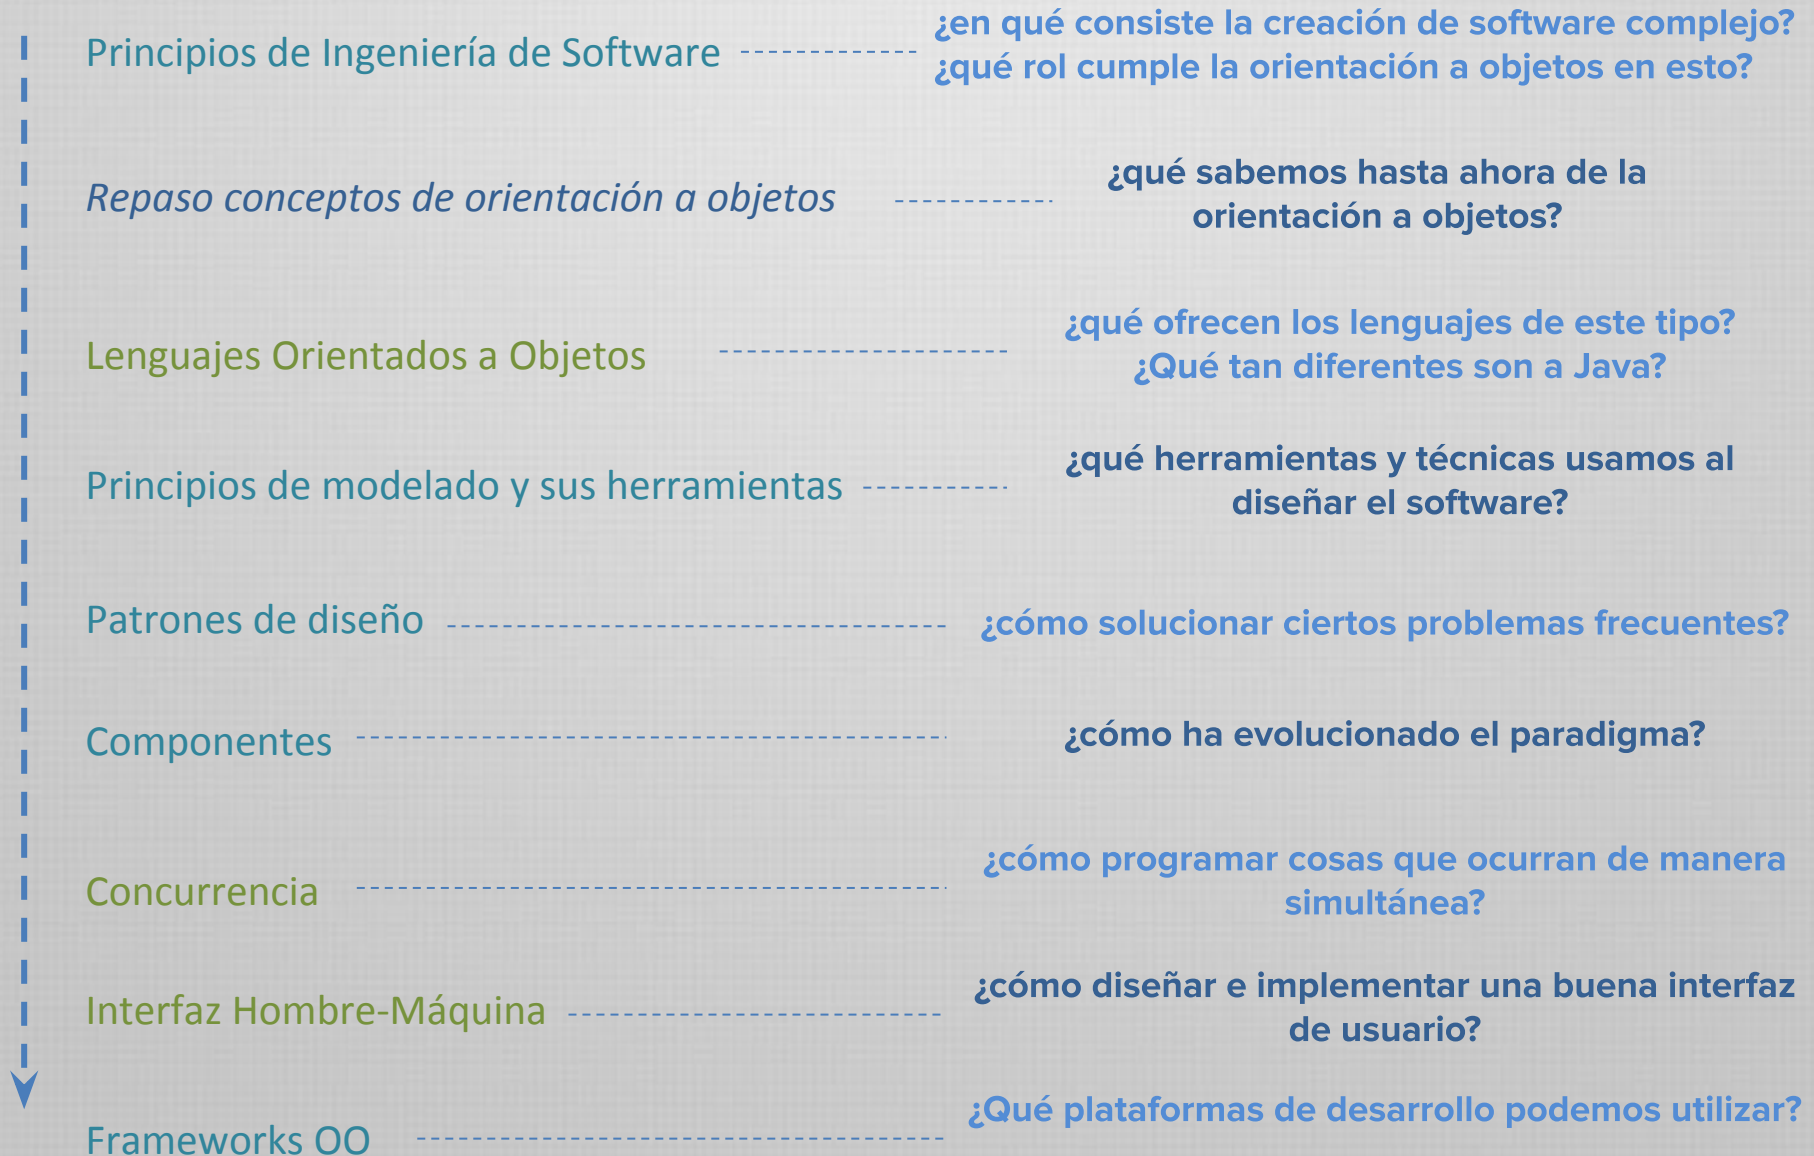 Principios de Ingeniería de Software
¿en qué consiste la creación de software complejo?
¿qué rol cumple la orientación a objetos en esto?
Repaso conceptos de orientación a objetos
¿qué sabemos hasta ahora de la
orientación a objetos?
Lenguajes Orientados a Objetos
¿qué ofrecen los lenguajes de este tipo?
¿Qué tan diferentes son a Java?
Principios de modelado y sus herramientas
¿qué herramientas y técnicas usamos al
diseñar el software?
Patrones de diseño
¿cómo solucionar ciertos problemas frecuentes?
Componentes
¿cómo ha evolucionado el paradigma?
Concurrencia
¿cómo programar cosas que ocurran de manera
simultánea?
Interfaz Hombre-Máquina
¿cómo diseñar e implementar una buena interfaz
de usuario?
Frameworks OO
¿Qué plataformas de desarrollo podemos utilizar?